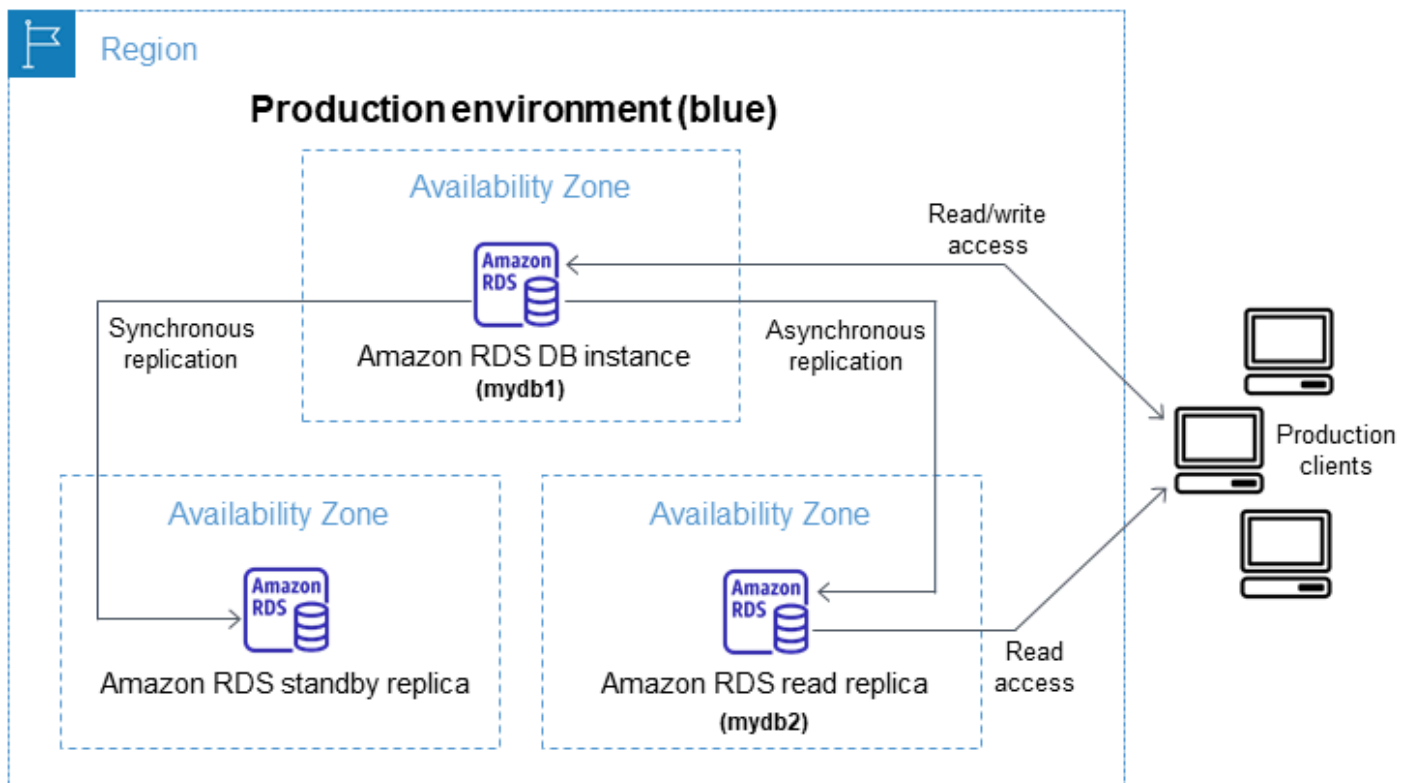 Region
Production environment (blue)
Availability Zone
Read/write
access
Amazon
RDS
Synchronous
replication
Asynchronous
replication
Amazon RDS DB instance
(mydb1)
Production
clients
Availability Zone
Availability Zone
Amazon
RDS
Amazon
RDS
Amazon RDS standby replica
Amazon RDS read replica
(mydb2)
Read
access